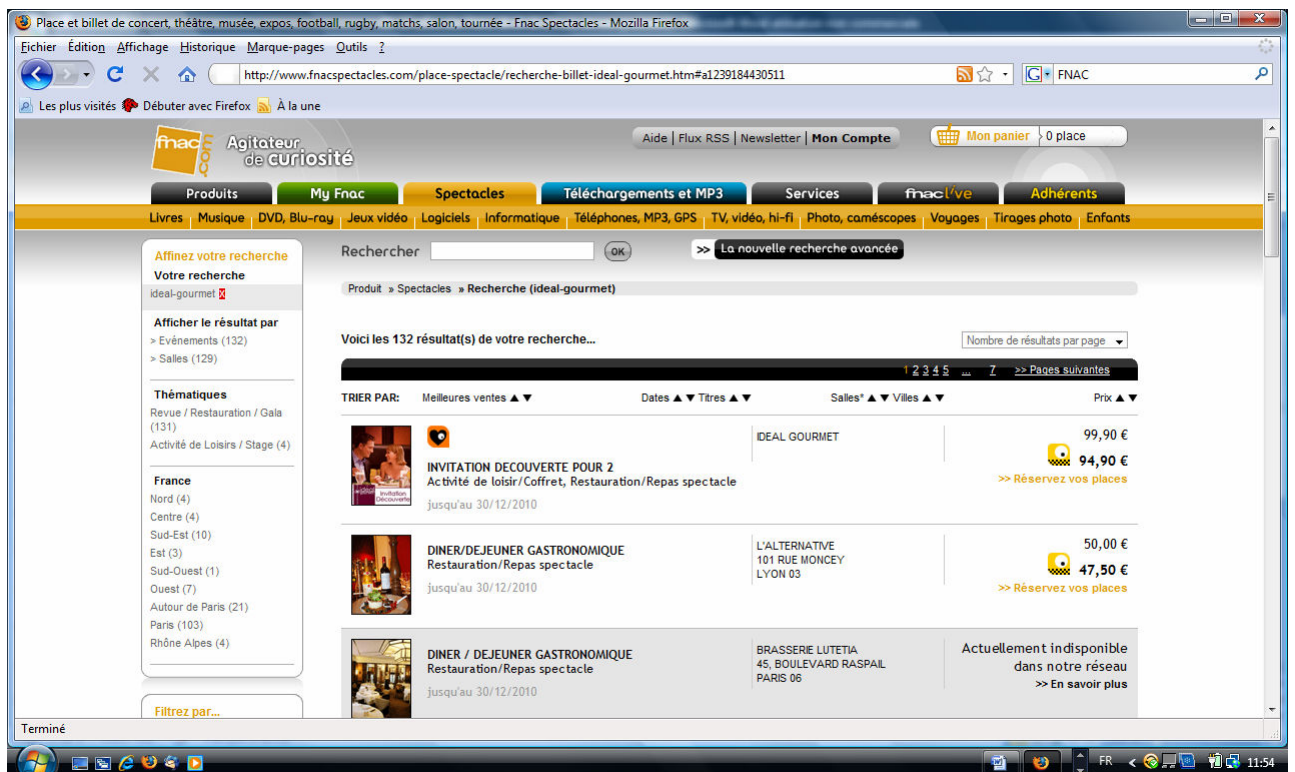 Place et billet de concert, théâtre, musée, expos, football, rugby, matchs, salon, tournée - Fnac Spectacles - Mozilla Firefox
Fichier Édition Affichage Historique Marque-pages Outils ?
http://www.fnacspectacles.com/place-spectacle/recherche-billet-ideal-gourmet.htm#a1239184430511
G FNAC
Les plus visités Débuter avec Firefox À la une
fnac com
Agitateur
de curiosité
Aide | Flux RSS | Newsletter | Mon Compte
Mon panier 0 place
Produits My Fnac Spectacles Téléchargements et MP3 Services fnacl!ve Adhérents
Livres Musique DVD, Blu-ray Jeux vidéo Logiciels Informatique Téléphones, MP3, GPS TV, vidéo, hi-fi Photo, caméscopes Voyages Tirages photo Enfants
Affinez votre recherche
Votre recherche
ideal-gourmet x
Afficher le résultat par
> Evénements (132)
> Salles (129)
Thématiques
Revue / Restauration / Gala
(131)
Activité de Loisirs / Stage (4)
France
Nord (4)
Centre (4)
Sud-Est (10)
Est (3)
Sud-Ouest (1)
Ouest (7)
Autour de Paris (21)
Paris (103)
Rhône Alpes (4)
Filtrez par...
Rechercher OK >> La nouvelle recherche avancée
Produit » Spectacles » Recherche (ideal-gourmet)
Voici les 132 résultat(s) de votre recherche...
Nombre de résultats par page
1 2 3 4 5 ... 7 >> Pages suivantes
TRIER PAR: Meilleures ventes ▲ ▼ Dates ▲ ▼ Titres ▲ ▼ Salles* ▲ ▼ Villes ▲ ▼ Prix ▲ ▼
Invitation
Découverte
INVITATION DECOUVERTE POUR 2
Activité de loisir/Coffret, Restauration/Repas spectacle
jusqu'au 30/12/2010
IDEAL GOURMET
99,90 €
94,90 €
>> Réservez vos places
DINER/DEJEUNER GASTRONOMIQUE
Restauration/Repas spectacle
jusqu'au 30/12/2010
L'ALTERNATIVE
101 RUE MONCEY
LYON 03
50,00 €
47,50 €
>> Réservez vos places
DINER / DEJEUNER GASTRONOMIQUE
Restauration/Repas spectacle
jusqu'au 30/12/2010
BRASSERIE LUTETIA
45, BOULEVARD RASPAIL
PARIS 06
Actuellement indisponible
dans notre réseau
>> En savoir plus
Terminé
FR < 11:54